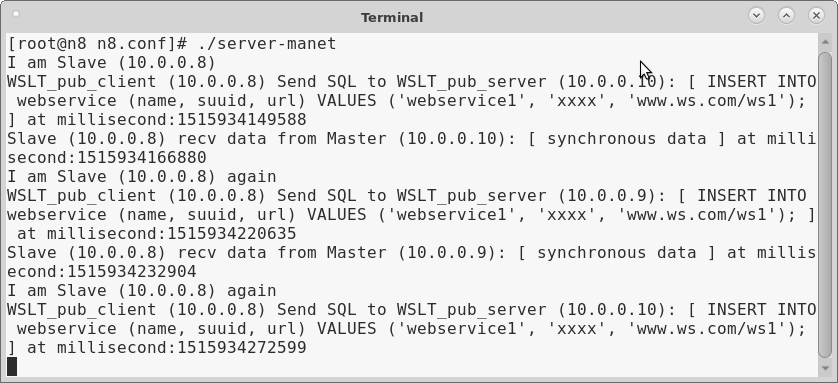 Terminal
[root@n8 n8.conf]# ./server-manet
I am Slave (10.0.0.8)
WSLT_pub_client (10.0.0.8) Send SQL to WSLT_pub_server (10.0.0.10): [ INSERT INTO
 webservice (name, suuid, url) VALUES ('webservice1', 'xxxx', 'www.ws.com/ws1');
] at millisecond:1515934149588
Slave (10.0.0.8) recv data from Master (10.0.0.10): [ synchronous data ] at milli
second:1515934166880
I am Slave (10.0.0.8) again
WSLT_pub_client (10.0.0.8) Send SQL to WSLT_pub_server (10.0.0.9): [ INSERT INTO
webservice (name, suuid, url) VALUES ('webservice1', 'xxxx', 'www.ws.com/ws1'); ]
 at millisecond:1515934220635
Slave (10.0.0.8) recv data from Master (10.0.0.9): [ synchronous data ] at millis
econd:1515934232904
I am Slave (10.0.0.8) again
WSLT_pub_client (10.0.0.8) Send SQL to WSLT_pub_server (10.0.0.10): [ INSERT INTO
 webservice (name, suuid, url) VALUES ('webservice1', 'xxxx', 'www.ws.com/ws1');
] at millisecond:1515934272599